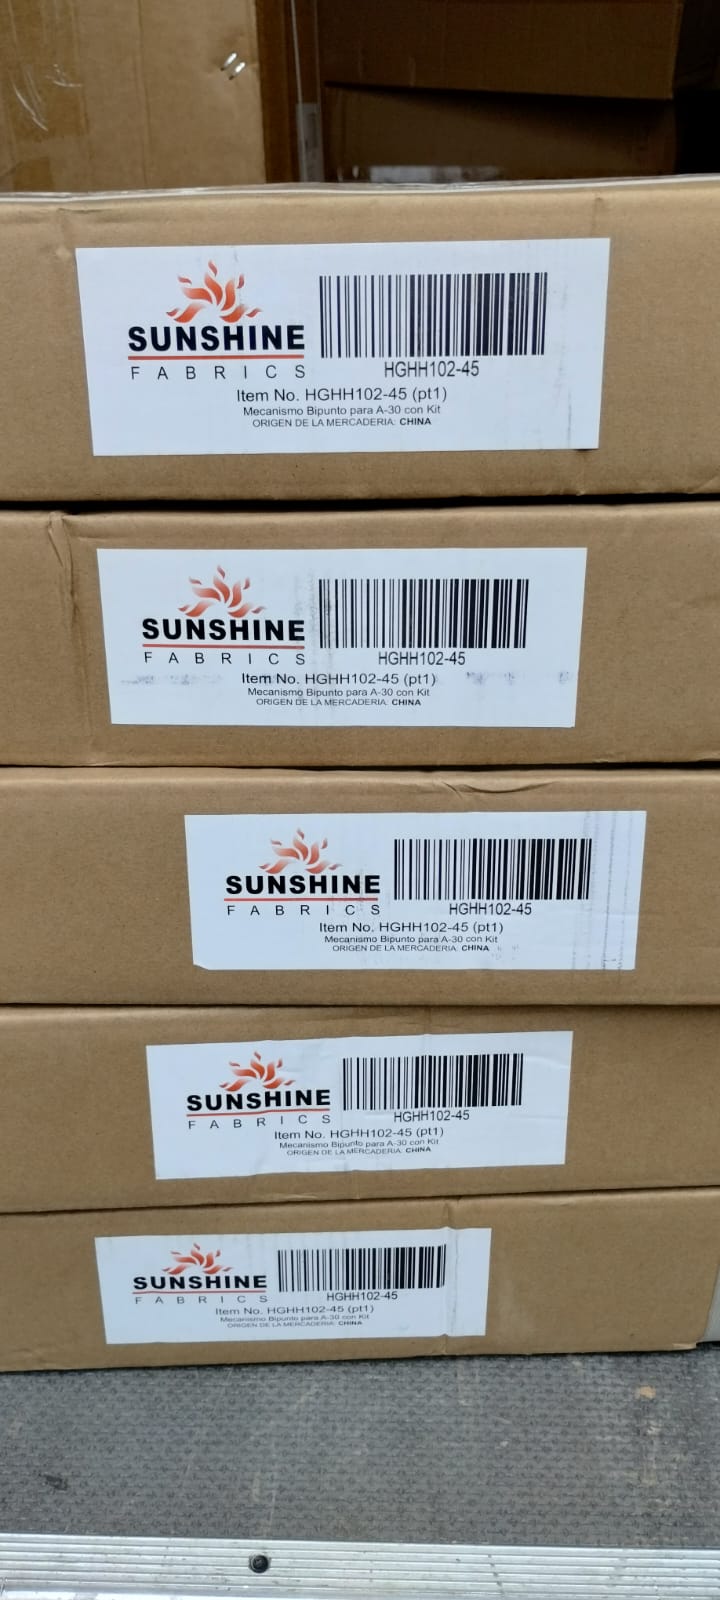 SUNSHINE
FABRICS
HGHH102-45
Item No. HGHH102-45 (pt1)
Mecanismo Bipunto para A-30 con Kit
ORIGEN DE LA MERCADERIA: CHINA
SUNSHINE
FABRICS
HGHH102-45
Item No. HGHH102-45 (pt1)
Mecanismo Bipunto para A-30 con Kit
ORIGEN DE LA MERCADERIA: CHINA
SUNSHINE
FABRICS
HGHH102-45
Item No. HGHH102-45 (pt1)
Mecanismo Bipunto para A-30 con Kit
ORIGEN DE LA MERCADERIA: CHINA
SUNSHINE
FABRICS
HGHH102-45
Item No. HGHH102-45 (pt1)
Mecanismo Bipunto para A-30 con Kit
ORIGEN DE LA MERCADERIA: CHINA
SUNSHINE
FABRICS
HGHH102-45
Item No. HGHH102-45 (pt1)
Mecanismo Bipunto para A-30 con Kit
ORIGEN DE LA MERCADERIA: CHINA